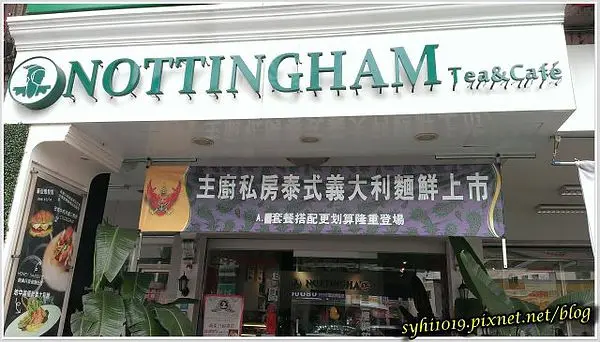 NOTTINGHAM Tea&Café
主廚私房泰式義大利麵鮮上市
套餐搭配更划算隆重登場
NOTTINGHAM
syhi1019.pixnet.net/blog